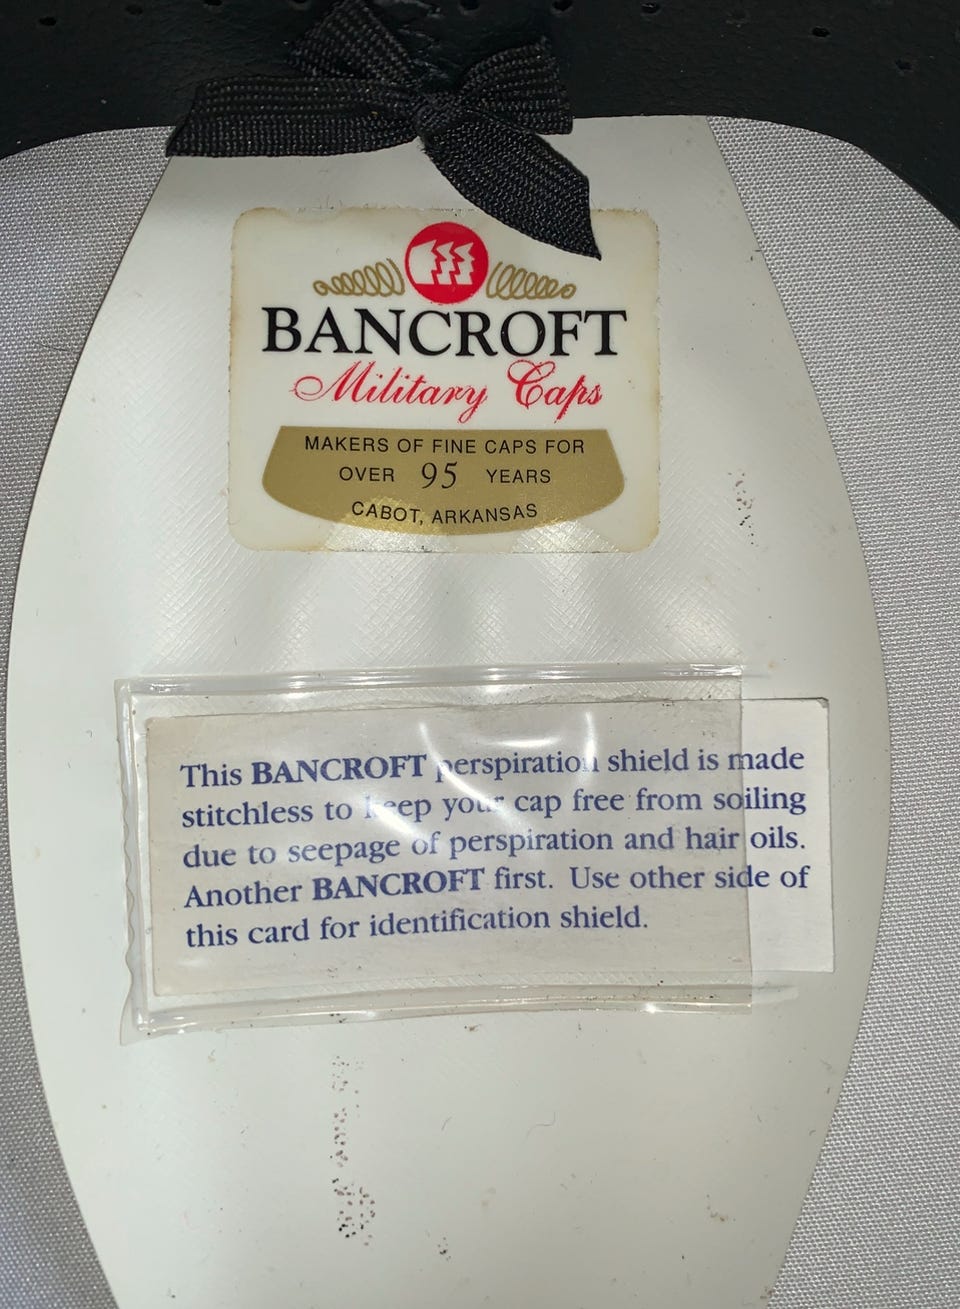 BANCROFT
Military Caps
MAKERS OF FINE CAPS FOR
OVER 95 YEARS
CABOT, ARKANSAS
This BANCROFT perspiration shield is made
stitchless to keep your cap free from soiling
due to seepage of perspiration and hair oils.
Another BANCROFT first. Use other side of
this card for identification shield.